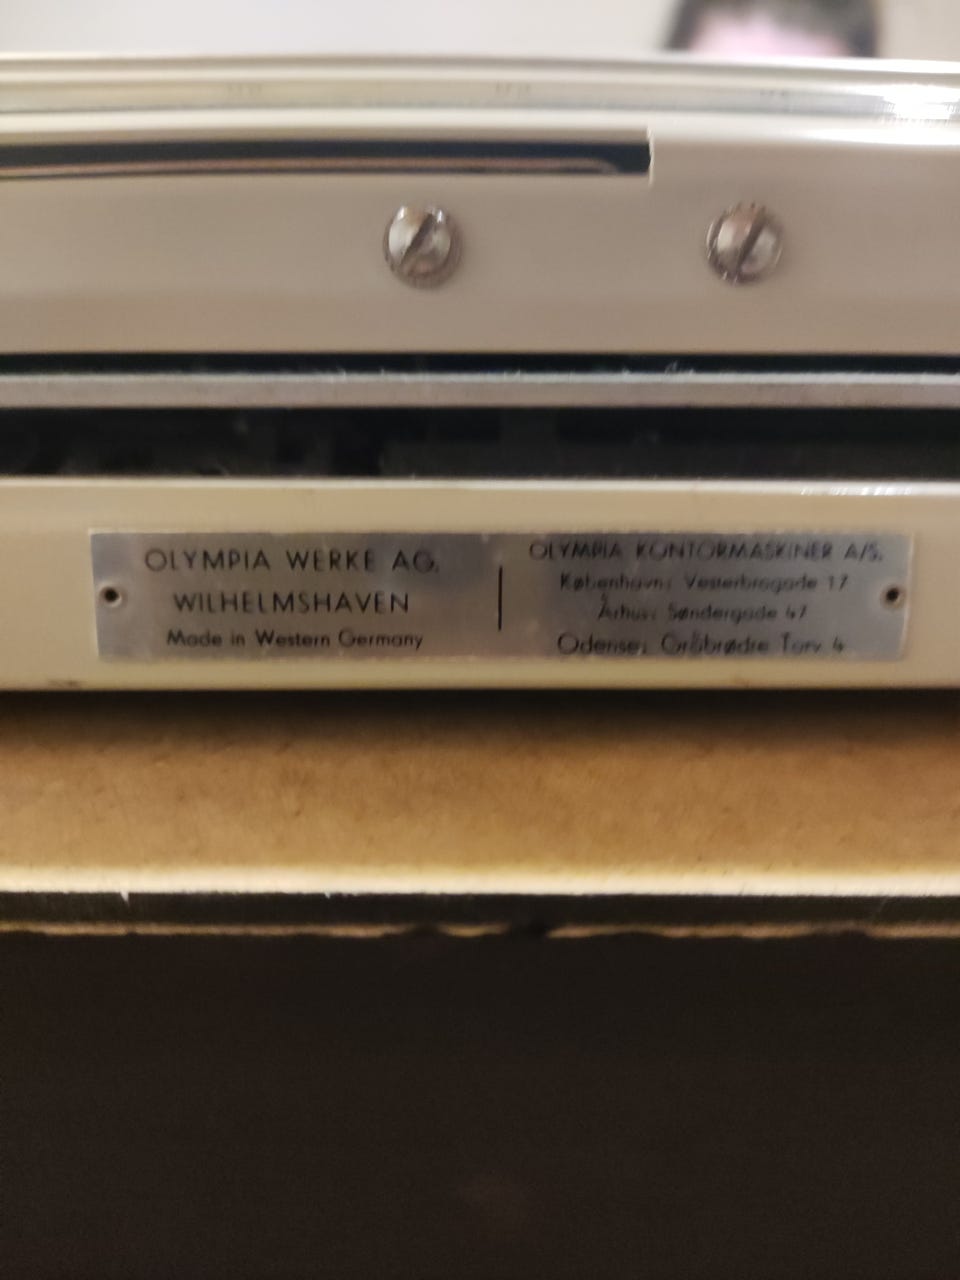 OLYMPIA WERKE AG.
WILHELMSHAVEN
Made in Western Germany
OLYMPIA KONTORMASKINER A/S.
København: Vesterbrogade 17
Århus: Søndergade 47
Odense: Gråbrødre Torv 4